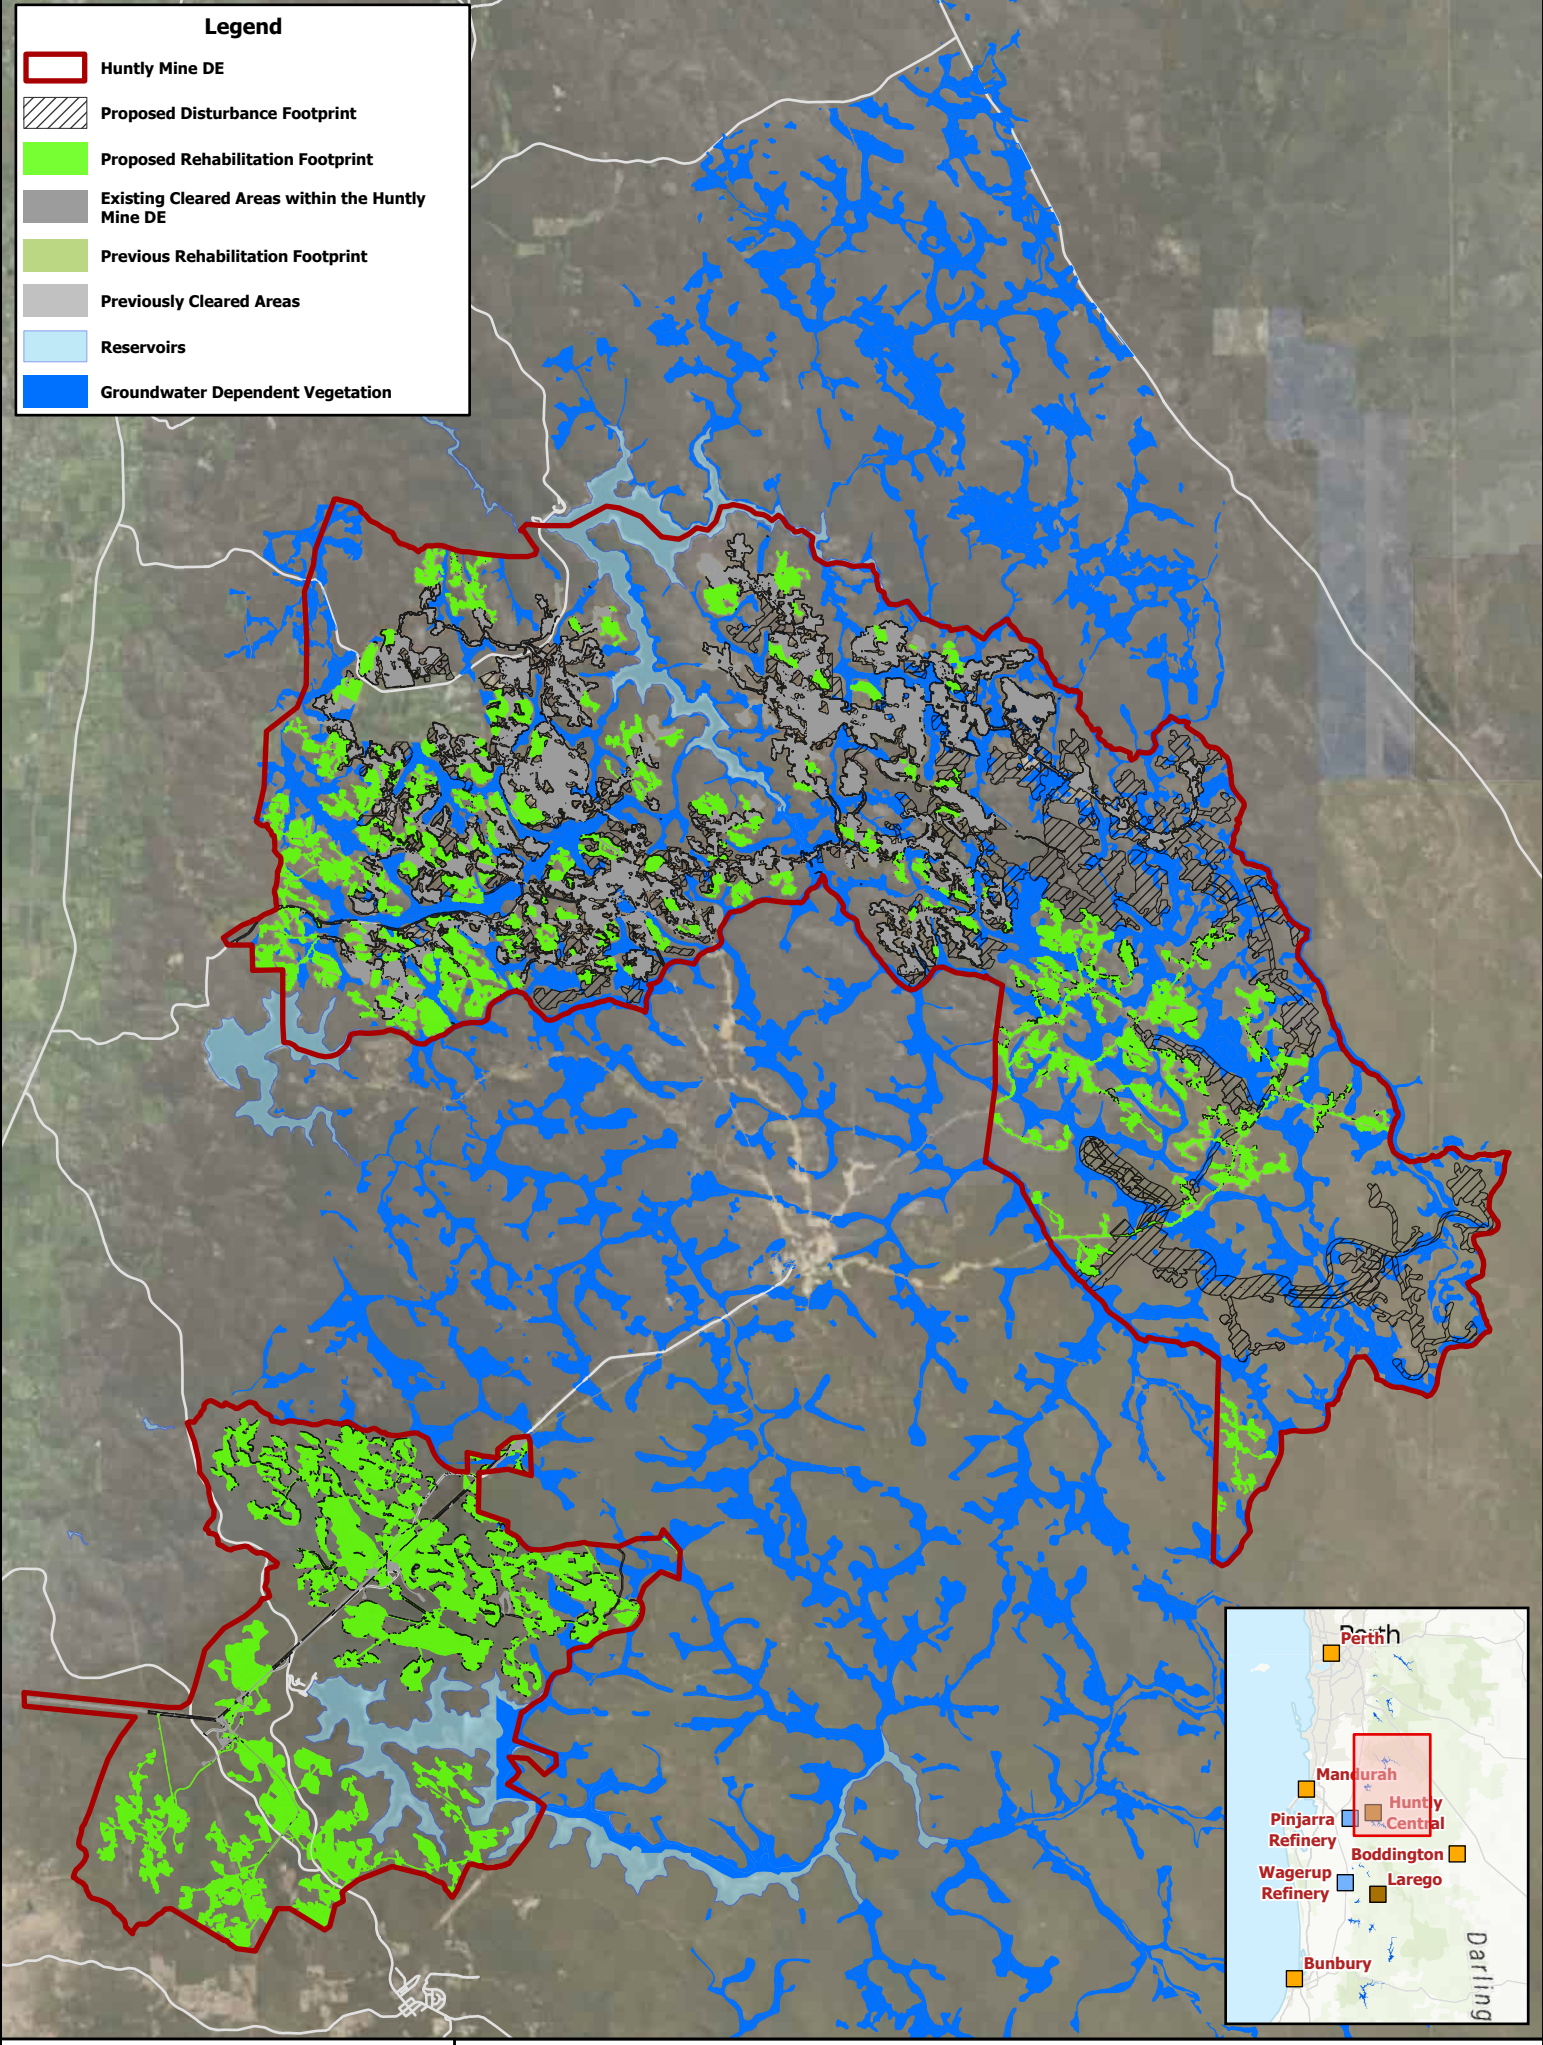 Legend
Huntly Mine DE
Proposed Disturbance Footprint
Proposed Rehabilitation Footprint
Existing Cleared Areas within the Huntly
Mine DE
Previous Rehabilitation Footprint
Previously Cleared Areas
Reservoirs
Groundwater Dependent Vegetation
Perth
Perth
Mandurah
Huntly
Central
Pinjarra
Refinery
Boddington
Wagerup
Refinery
Larego
Bunbury
Darling